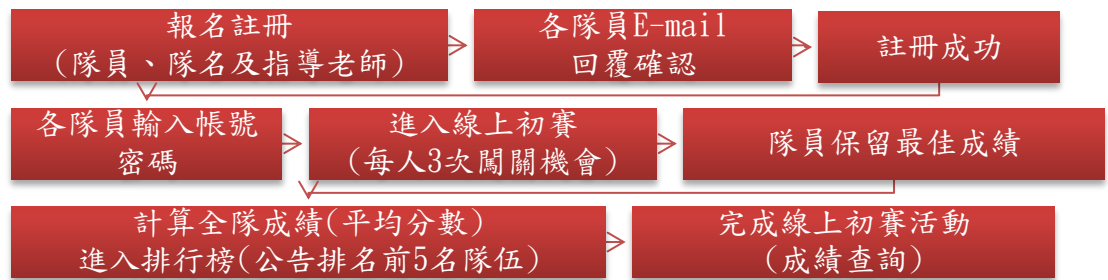 報名註冊
(隊員、隊名及指導老師)
各隊員E-mail
回覆確認
註冊成功
各隊員輸入帳號
密碼
進入線上初賽
(每人3次闖關機會)
隊員保留最佳成績
計算全隊成績(平均分數)
進入排行榜(公告排名前5名隊伍)
完成線上初賽活動
(成績查詢)